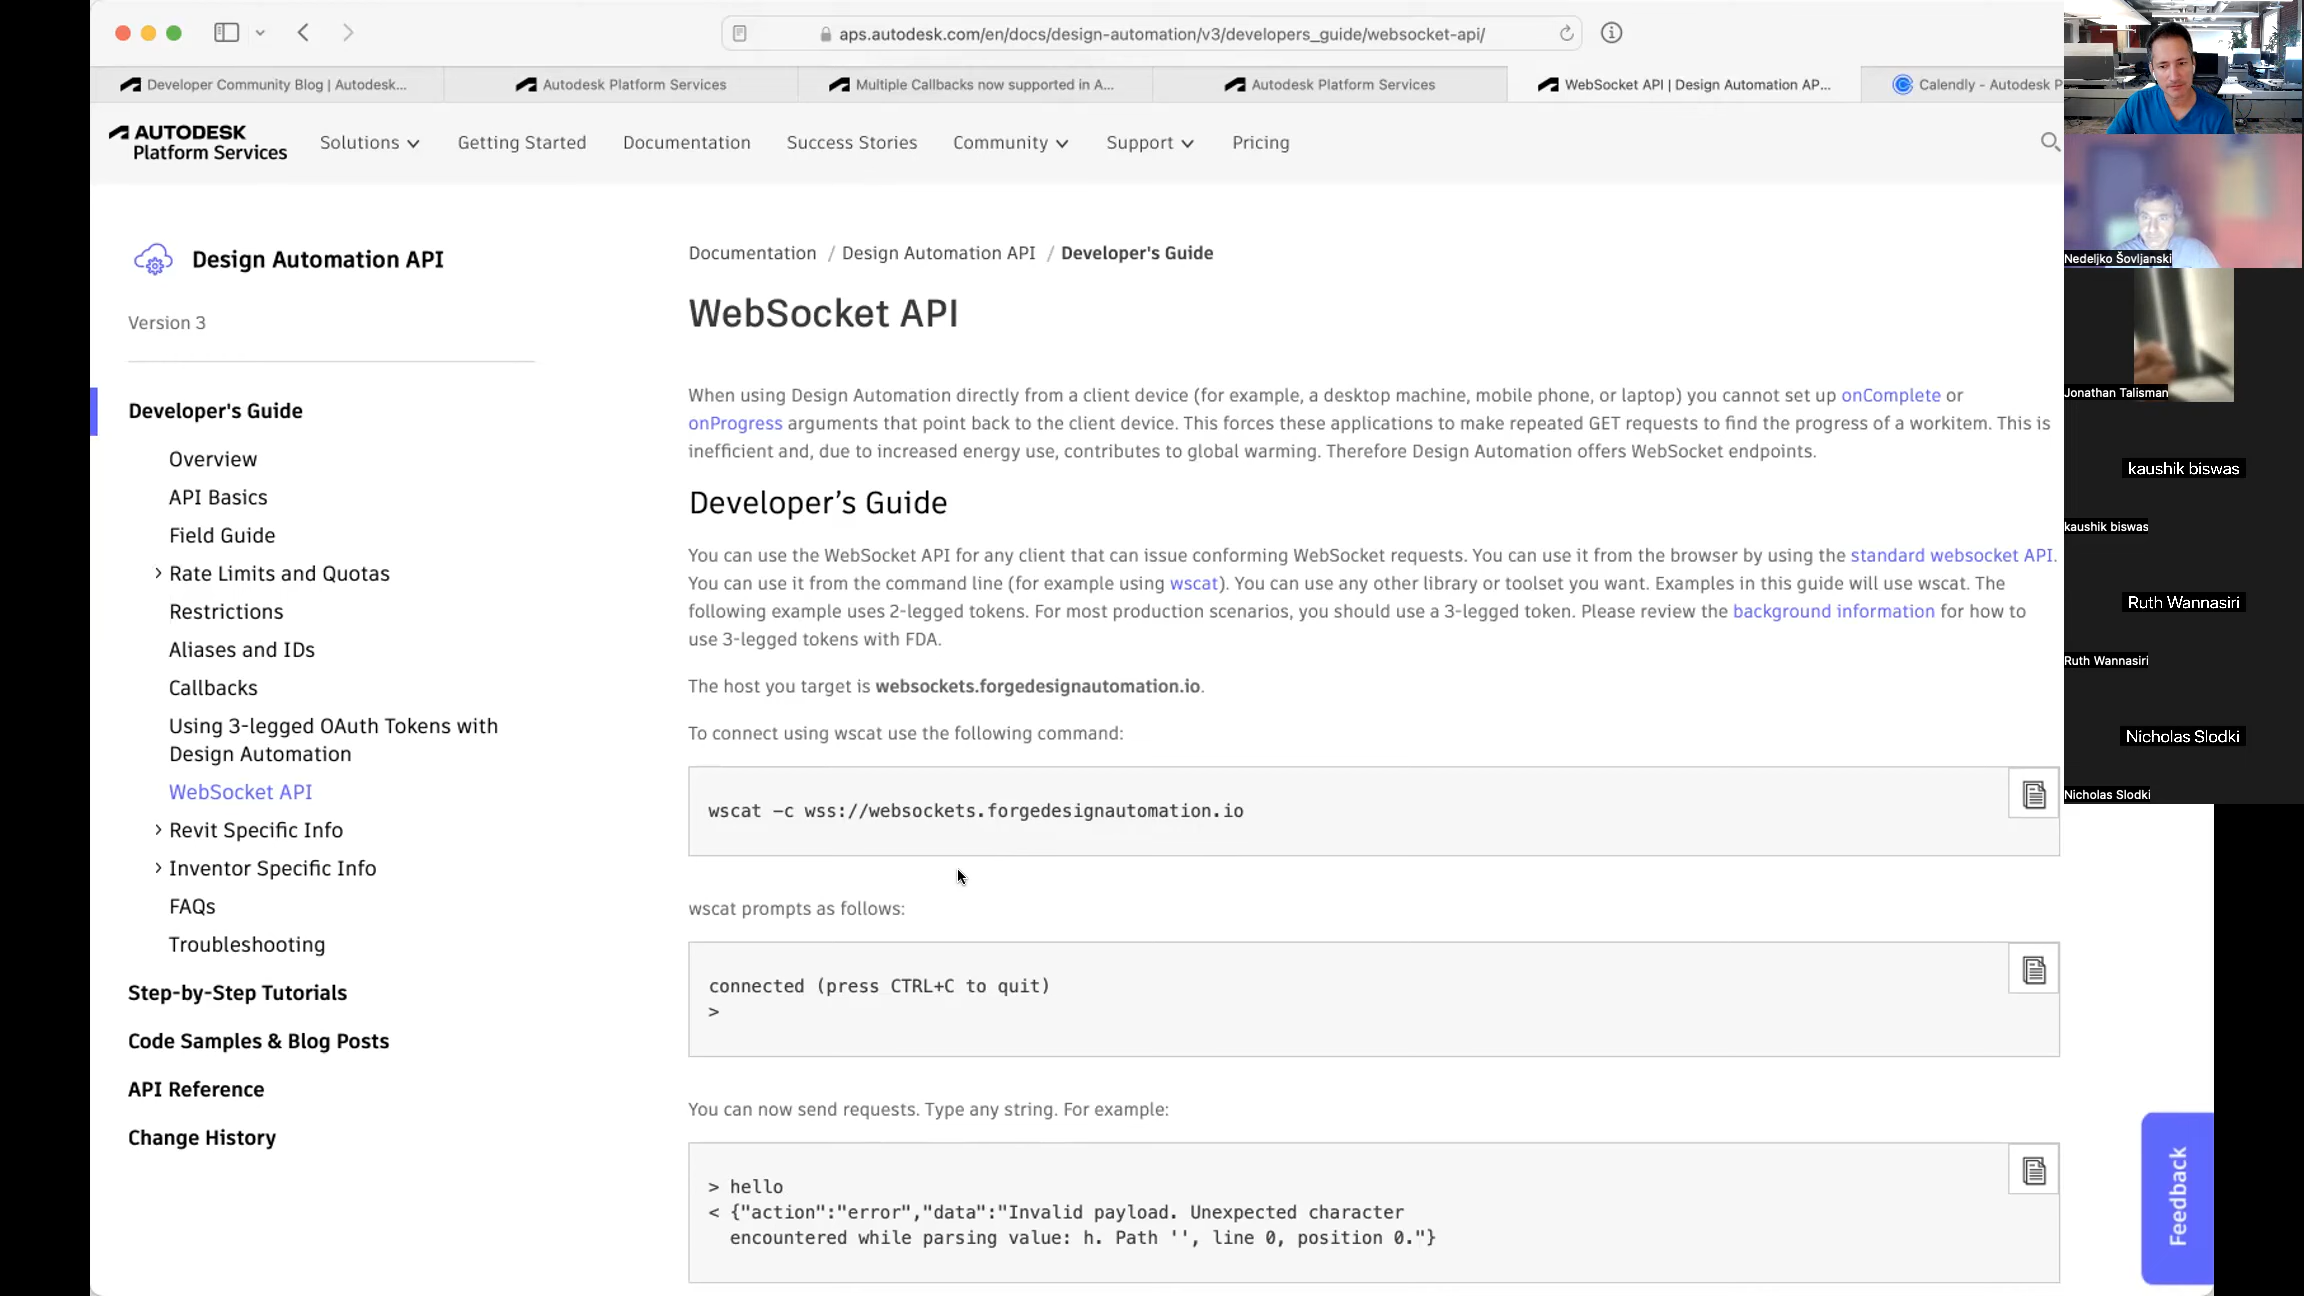 aps.autodesk.com/en/docs/design-automation/v3/developers_guide/websocket-api/
Developer Community Blog | Autodesk...
Autodesk Platform Services
Multiple Callbacks now supported in A...
Autodesk Platform Services
WebSocket API | Design Automation AP...
Calendly - Autodesk P
AUTODESK
Platform Services
Solutions
Getting Started
Documentation
Success Stories
Community
Support
Pricing
Design Automation API
Version 3
Developer's Guide
Overview
API Basics
Field Guide
Rate Limits and Quotas
Restrictions
Aliases and IDs
Callbacks
Using 3-legged OAuth Tokens with
Design Automation
WebSocket API
Revit Specific Info
Inventor Specific Info
FAQs
Troubleshooting
Step-by-Step Tutorials
Code Samples & Blog Posts
API Reference
Change History
Documentation / Design Automation API / Developer's Guide
WebSocket API
When using Design Automation directly from a client device (for example, a desktop machine, mobile phone, or laptop) you cannot set up onComplete or
onProgress arguments that point back to the client device. This forces these applications to make repeated GET requests to find the progress of a workitem. This is
inefficient and, due to increased energy use, contributes to global warming. Therefore Design Automation offers WebSocket endpoints.
Developer’s Guide
You can use the WebSocket API for any client that can issue conforming WebSocket requests. You can use it from the browser by using the standard websocket API.
You can use it from the command line (for example using wscat). You can use any other library or toolset you want. Examples in this guide will use wscat. The
following example uses 2-legged tokens. For most production scenarios, you should use a 3-legged token. Please review the background information for how to
use 3-legged tokens with FDA.
The host you target is websockets.forgedesignautomation.io.
To connect using wscat use the following command:
wscat -c wss://websockets.forgedesignautomation.io
wscat prompts as follows:
connected (press CTRL+C to quit)
>
You can now send requests. Type any string. For example:
> hello
< {"action":"error","data":"Invalid payload. Unexpected character
encountered while parsing value: h. Path '', line 0, position 0."}
Feedback
Nedeljko Šovljanski
Jonathan Talisman
kaushik biswas
kaushik biswas
Ruth Wannasiri
Ruth Wannasiri
Nicholas Slodki
Nicholas Slodki